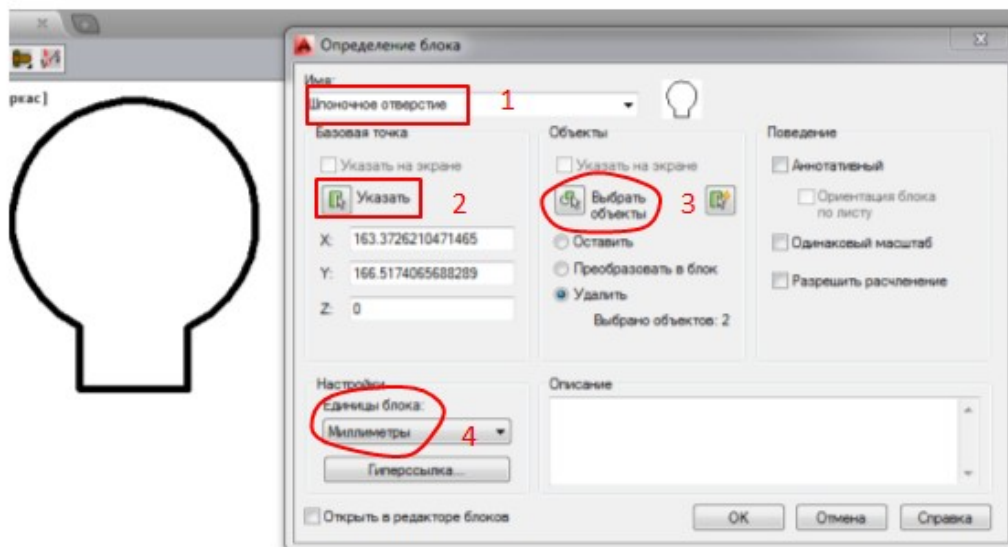 ркас]
Определение блока
Имя:
Шпоночное отверстие
1
Базовая точка
Указать на экране
Указать
2
X: 163.3726210471465
Y: 166.5174065688289
Z: 0
Объекты
Указать на экране
Выбрать
объекты
3
Оставить
Преобразовать в блок
Удалить
Выбрано объектов: 2
Поведение
Аннотативный
Ориентация блока
по листу
Одинаковый масштаб
Разрешить расчленение
Настройки
Единицы блока:
Миллиметры
4
Гиперссылка...
Описание
Открыть в редакторе блоков
ОК
Отмена
Справка